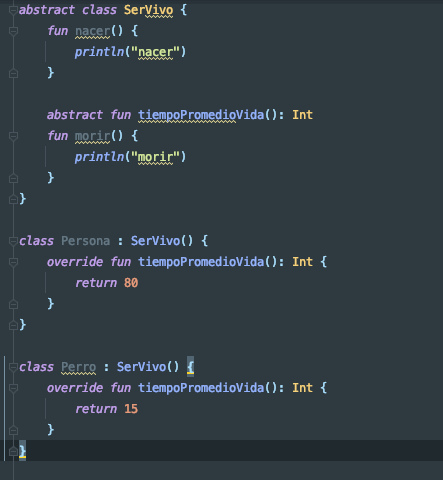 abstract class SerVivo {
    fun nacer() {
        println("nacer")
    }

    abstract fun tiempoPromedioVida(): Int
    fun morir() {
        println("morir")
    }
}

class Persona : SerVivo() {
    override fun tiempoPromedioVida(): Int {
        return 80
    }
}

class Perro : SerVivo() {
    override fun tiempoPromedioVida(): Int {
        return 15
    }
}